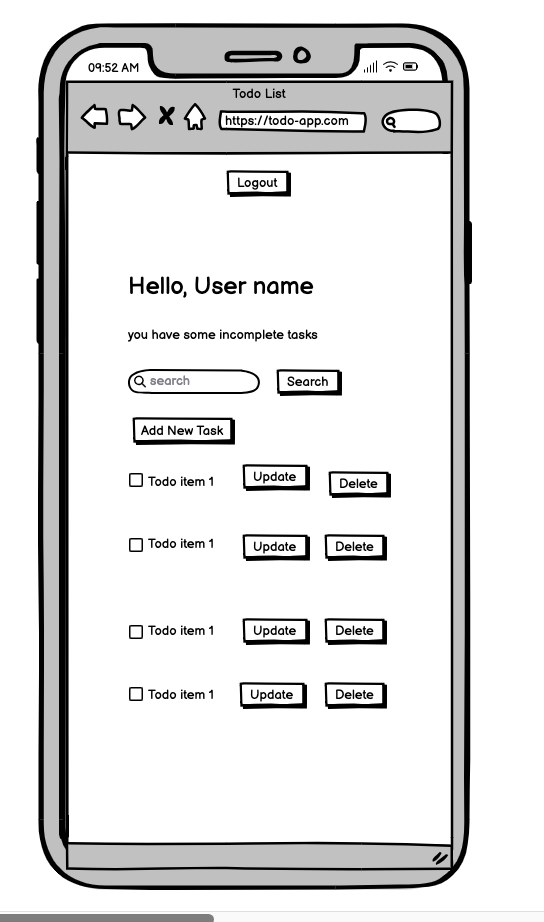 09:52 AM
Todo List
https://todo-app.com
Logout
Hello, User name
you have some incomplete tasks
search Search
Add New Task
Todo item 1 Update Delete
Todo item 1 Update Delete
Todo item 1 Update Delete
Todo item 1 Update Delete